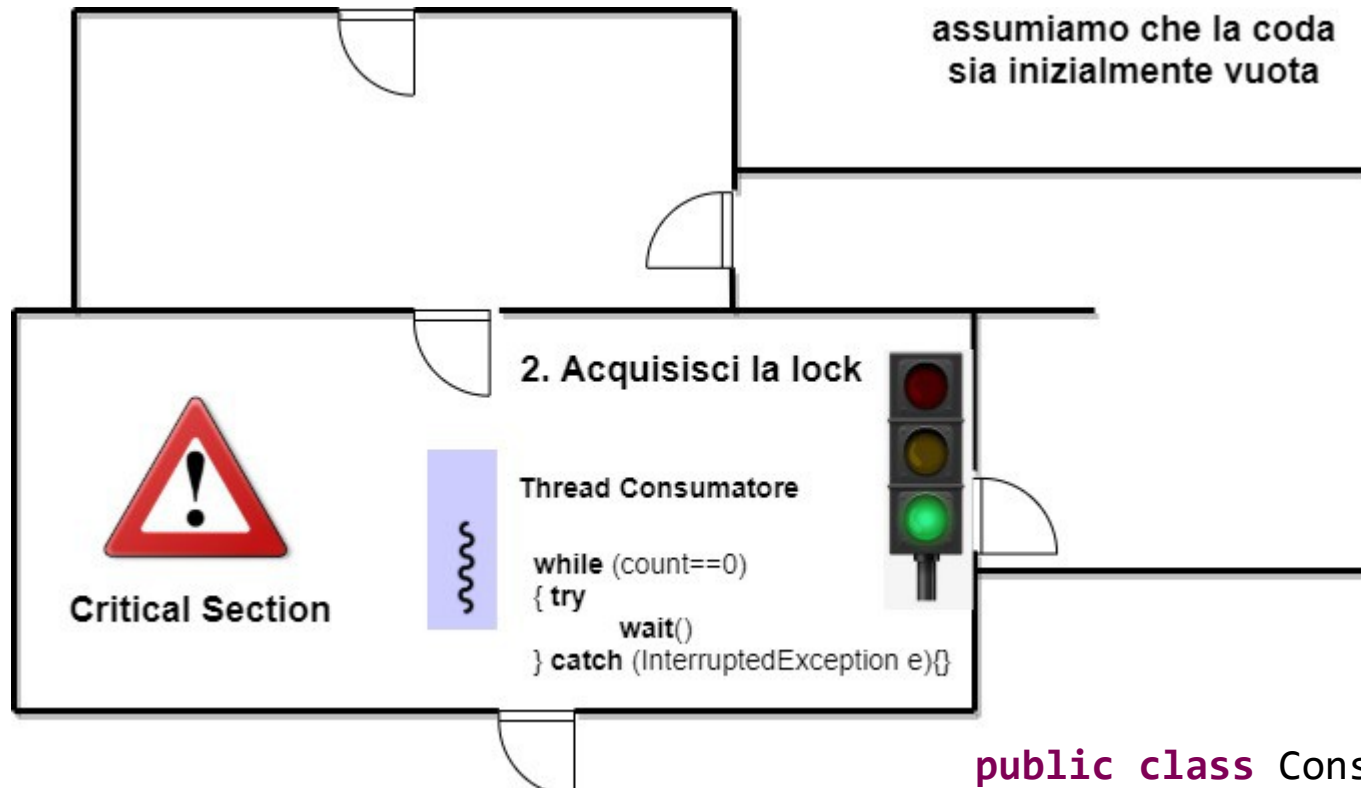 assumiamo che la coda
sia inizialmente vuota
2. Acquisisci la lock
Thread Consumatore
while (count==0)
{ try
wait()
} catch (InterruptedException e){}
Critical Section
public class Cons